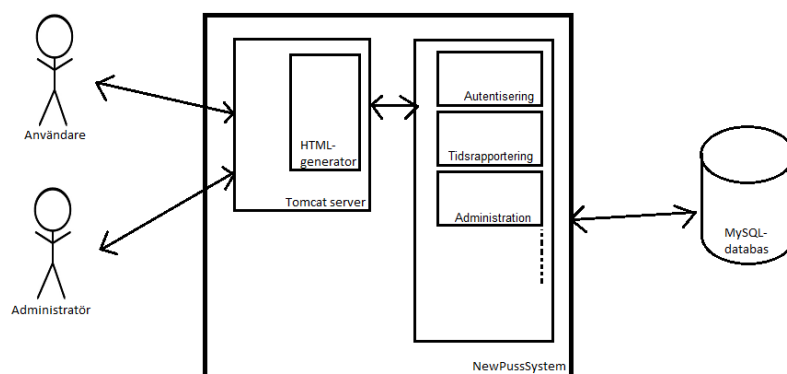 Användare
Administratör
HTML-
generator
Tomcat server
Autentisering
Tidsrapportering
Administration
NewPussSystem
MySQL-
databas